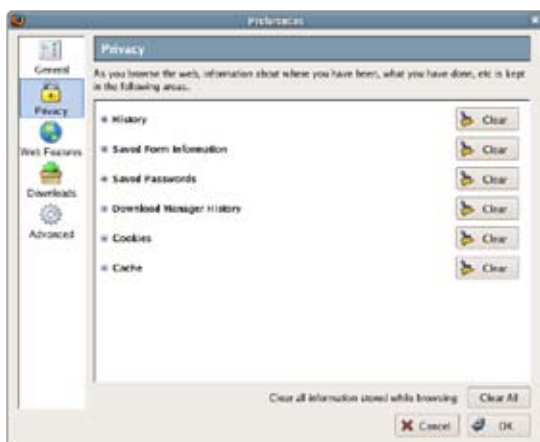 Preferences
General
Privacy
Web Features
Downloads
Advanced
Privacy
As you browse the web, information about where you have been, what you have done, etc is kept
in the following areas.
History
Clear
Saved Form Information
Clear
Saved Passwords
Clear
Download Manager History
Clear
Cookies
Clear
Cache
Clear
Clear all information stored while browsing:
Clear All
Cancel
OK